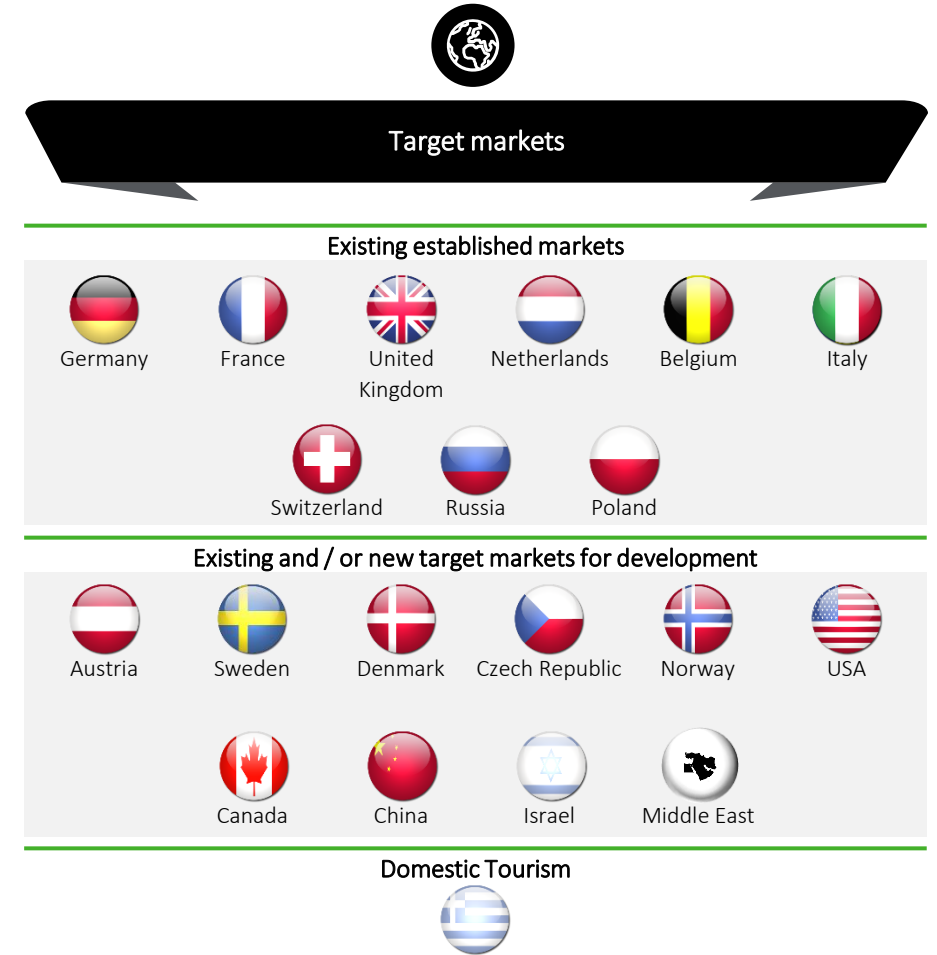 Target markets
Existing established markets
Germany
France
United
Kingdom
Netherlands
Belgium
Italy
Switzerland
Russia
Poland
Existing and / or new target markets for development
Austria
Sweden
Denmark
Czech Republic
Norway
USA
Canada
China
Israel
Middle East
Domestic Tourism